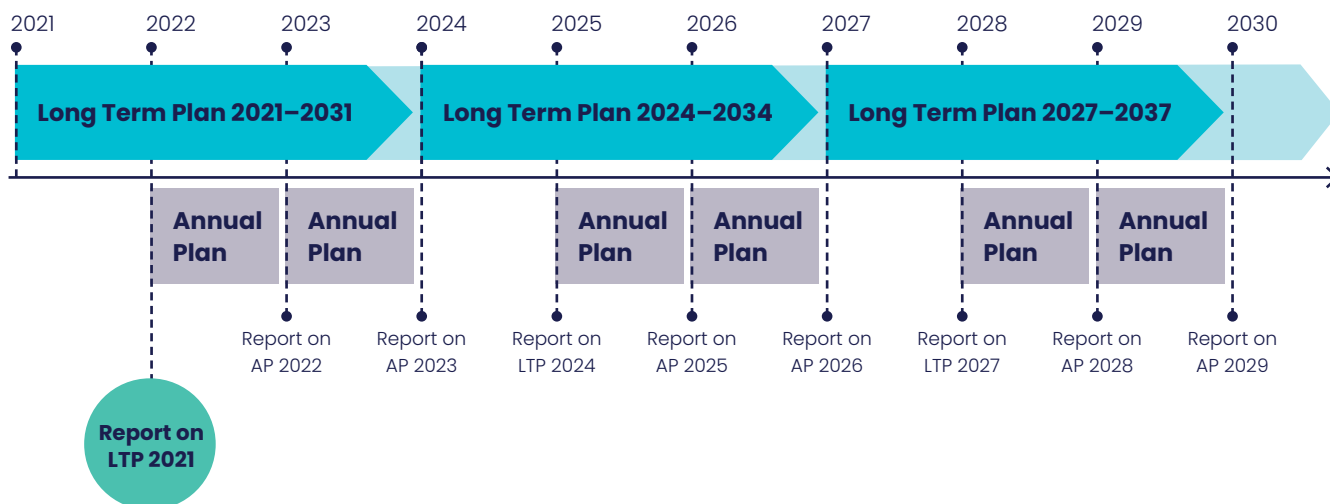 2021 2022 2023 2024 2025 2026 2027 2028 2029 2030
Long Term Plan 2021–2031 Long Term Plan 2024–2034 Long Term Plan 2027–2037
Annual Annual Annual Annual Annual Annual
Plan Plan Plan Plan Plan Plan
Report on Report on Report on Report on Report on Report on Report on Report on
AP 2022 AP 2023 LTP 2024 AP 2025 AP 2026 LTP 2027 AP 2028 AP 2029
Report on
LTP 2021